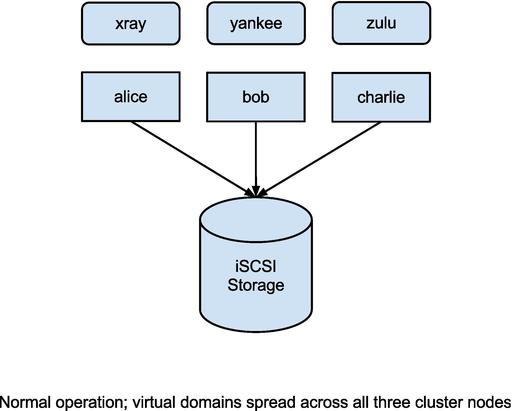 xray
yankee
zulu
alice
bob
charlie
iSCSI
Storage
Normal operation; virtual domains spread across all three cluster nodes